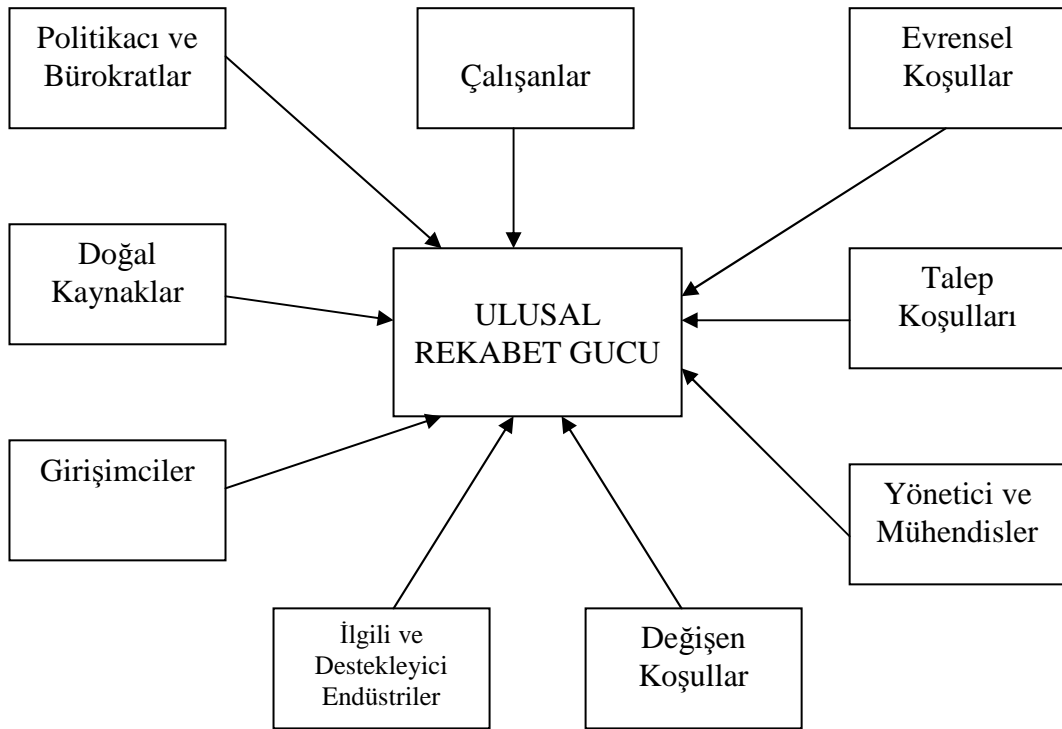 Politikacı ve
Bürokratlar
Çalışanlar
Evrensel
Koşullar
Doğal
Kaynaklar
ULUSAL
REKABET GUCU
Talep
Koşulları
Girişimciler
Yönetici ve
Mühendisler
İlgili ve
Destekleyici
Endüstriler
Değişen
Koşullar